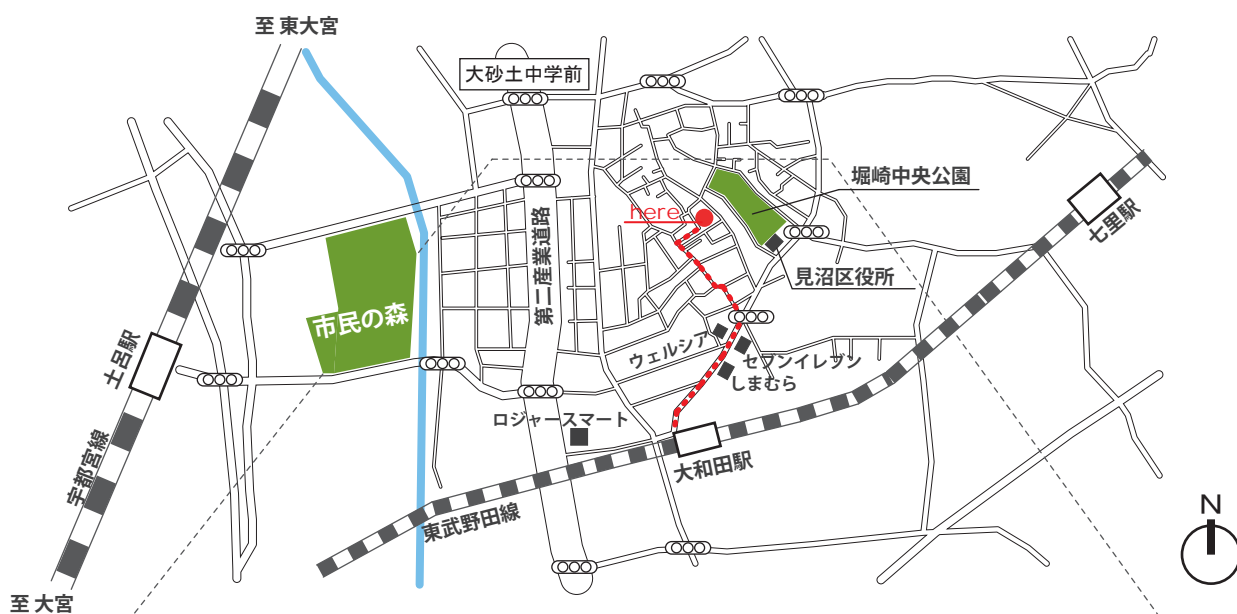 至 東大宮
大砂土中学前
堀崎中央公園
七里駅
here
見沼区役所
第二産業道路
市民の森
土呂駅
ウェルシア
セブンイレブン
しまむら
ロジャースマート
大和田駅
宇都宮線
東武野田線
N
至 大宮